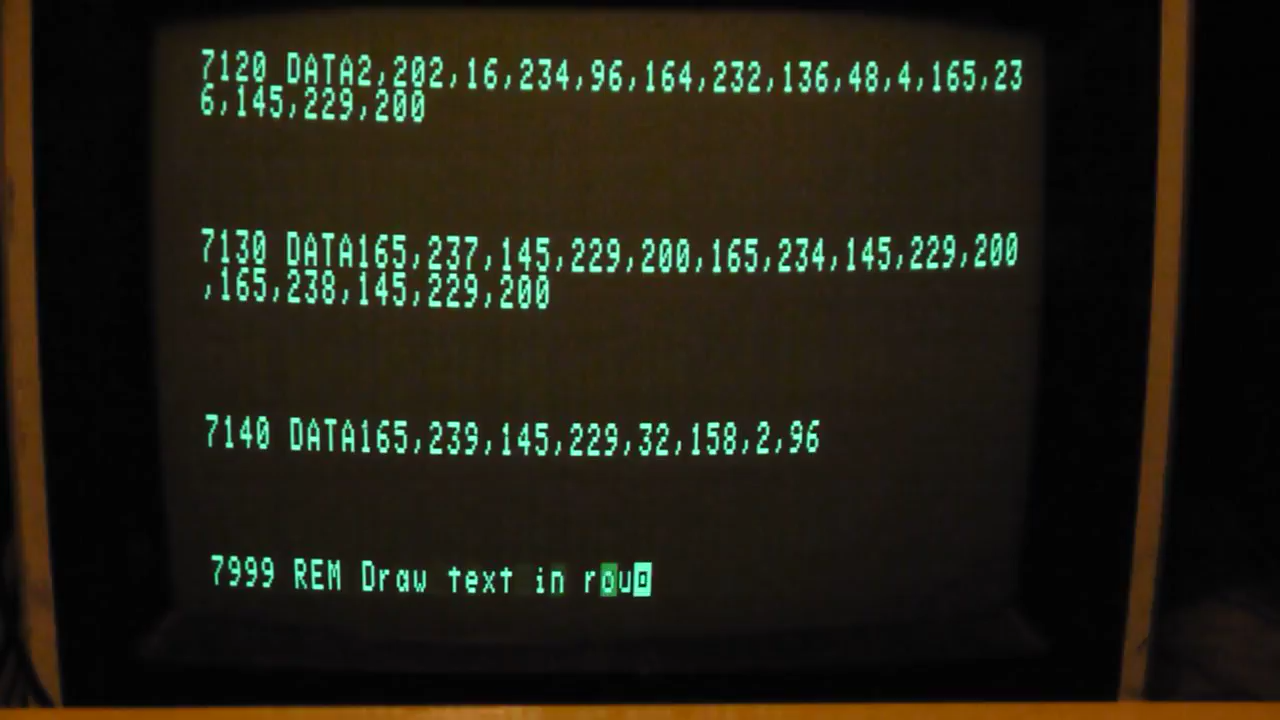 7120 DATA2,202,16,234,96,164,232,136,48,4,165,23
6,145,229,200
7130 DATA165,237,145,229,200,165,234,145,229,200
,165,238,145,229,200
7140 DATA165,239,145,229,32,158,2,96
7999 REM Draw text in rou